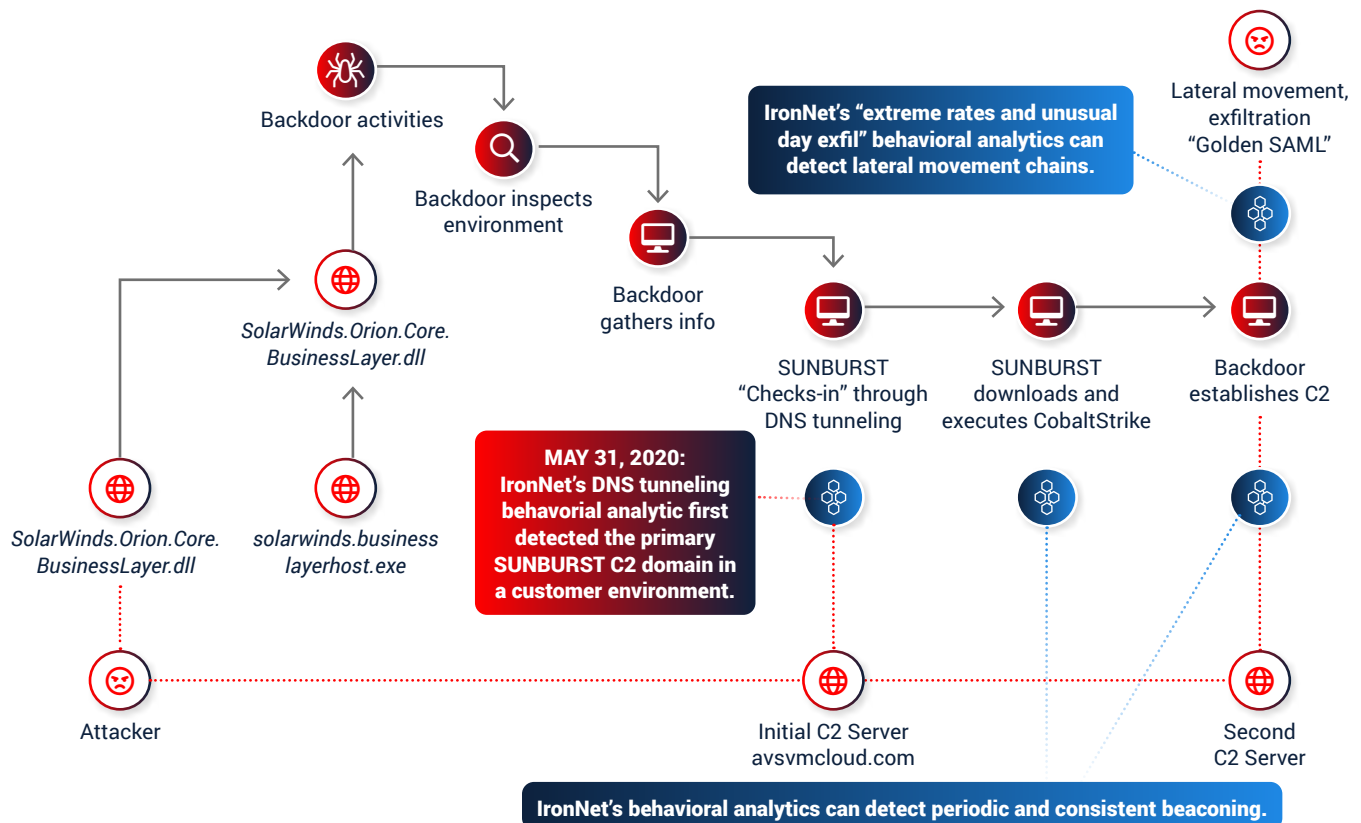 Backdoor activities
Backdoor inspects
environment
Backdoor
gathers info
IronNet's “extreme rates and unusual
day exfil” behavioral analytics can
detect lateral movement chains.
Lateral movement,
exfiltration
“Golden SAML”
SolarWinds.Orion.Core.
BusinessLayer.dll
SUNBURST
“Checks-in” through
DNS tunneling
SUNBURST
downloads and
executes CobaltStrike
Backdoor
establishes C2
SolarWinds.Orion.Core.
BusinessLayer.dll
solarwinds.business
layerhost.exe
MAY 31, 2020:
IronNet's DNS tunneling
behavorial analytic first
detected the primary
SUNBURST C2 domain in
a customer environment.
Attacker
Initial C2 Server
avsvmcloud.com
Second
C2 Server
IronNet's behavioral analytics can detect periodic and consistent beaconing.